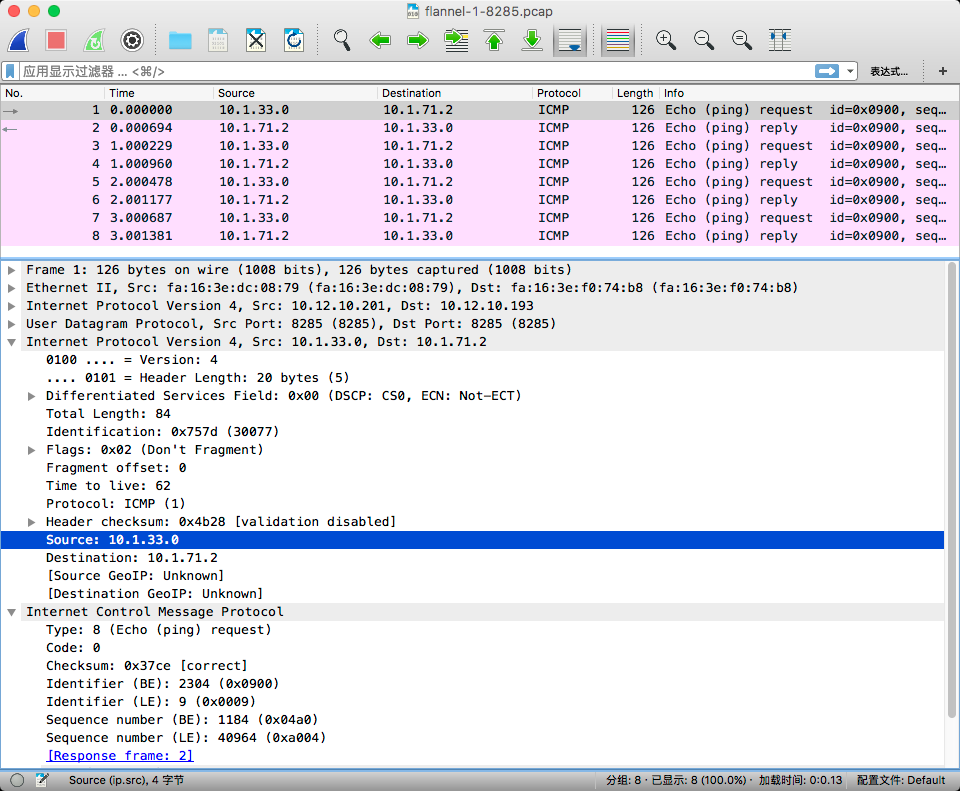 flannel-1-8285.pcap
应用显示过滤器 … <⌘/> 表达式… +
No. Time Source Destination Protocol Length Info
1 0.000000 10.1.33.0 10.1.71.2 ICMP 126 Echo (ping) request id=0x0900, seq…
2 0.000694 10.1.71.2 10.1.33.0 ICMP 126 Echo (ping) reply id=0x0900, seq…
3 1.000229 10.1.33.0 10.1.71.2 ICMP 126 Echo (ping) request id=0x0900, seq…
4 1.000960 10.1.71.2 10.1.33.0 ICMP 126 Echo (ping) reply id=0x0900, seq…
5 2.000478 10.1.33.0 10.1.71.2 ICMP 126 Echo (ping) request id=0x0900, seq…
6 2.001177 10.1.71.2 10.1.33.0 ICMP 126 Echo (ping) reply id=0x0900, seq…
7 3.000687 10.1.33.0 10.1.71.2 ICMP 126 Echo (ping) request id=0x0900, seq…
8 3.001381 10.1.71.2 10.1.33.0 ICMP 126 Echo (ping) reply id=0x0900, seq…
Frame 1: 126 bytes on wire (1008 bits), 126 bytes captured (1008 bits)
Ethernet II, Src: fa:16:3e:dc:08:79 (fa:16:3e:dc:08:79), Dst: fa:16:3e:f0:74:b8 (fa:16:3e:f0:74:b8)
Internet Protocol Version 4, Src: 10.12.10.201, Dst: 10.12.10.193
User Datagram Protocol, Src Port: 8285 (8285), Dst Port: 8285 (8285)
Internet Protocol Version 4, Src: 10.1.33.0, Dst: 10.1.71.2
0100 .... = Version: 4
.... 0101 = Header Length: 20 bytes (5)
Differentiated Services Field: 0x00 (DSCP: CS0, ECN: Not-ECT)
Total Length: 84
Identification: 0x757d (30077)
Flags: 0x02 (Don't Fragment)
Fragment offset: 0
Time to live: 62
Protocol: ICMP (1)
Header checksum: 0x4b28 [validation disabled]
Source: 10.1.33.0
Destination: 10.1.71.2
[Source GeoIP: Unknown]
[Destination GeoIP: Unknown]
Internet Control Message Protocol
Type: 8 (Echo (ping) request)
Code: 0
Checksum: 0x37ce [correct]
Identifier (BE): 2304 (0x0900)
Identifier (LE): 9 (0x0009)
Sequence number (BE): 1184 (0x04a0)
Sequence number (LE): 40964 (0xa004)
[Response frame: 2]
Source (ip.src), 4 字节 分组: 8 · 已显示: 8 (100.0%) · 加载时间: 0:0.13 配置文件: Default